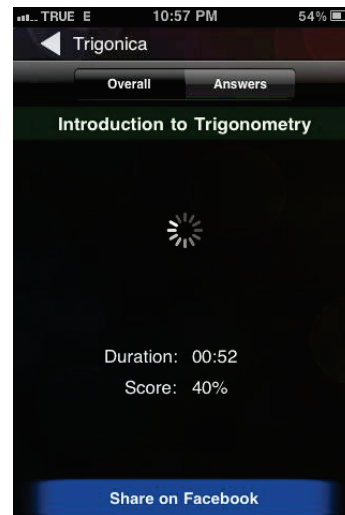 TRUE E 10:57 PM 54%
Trigonica
Overall Answers
Introduction to Trigonometry
Duration: 00:52
Score: 40%
Share on Facebook